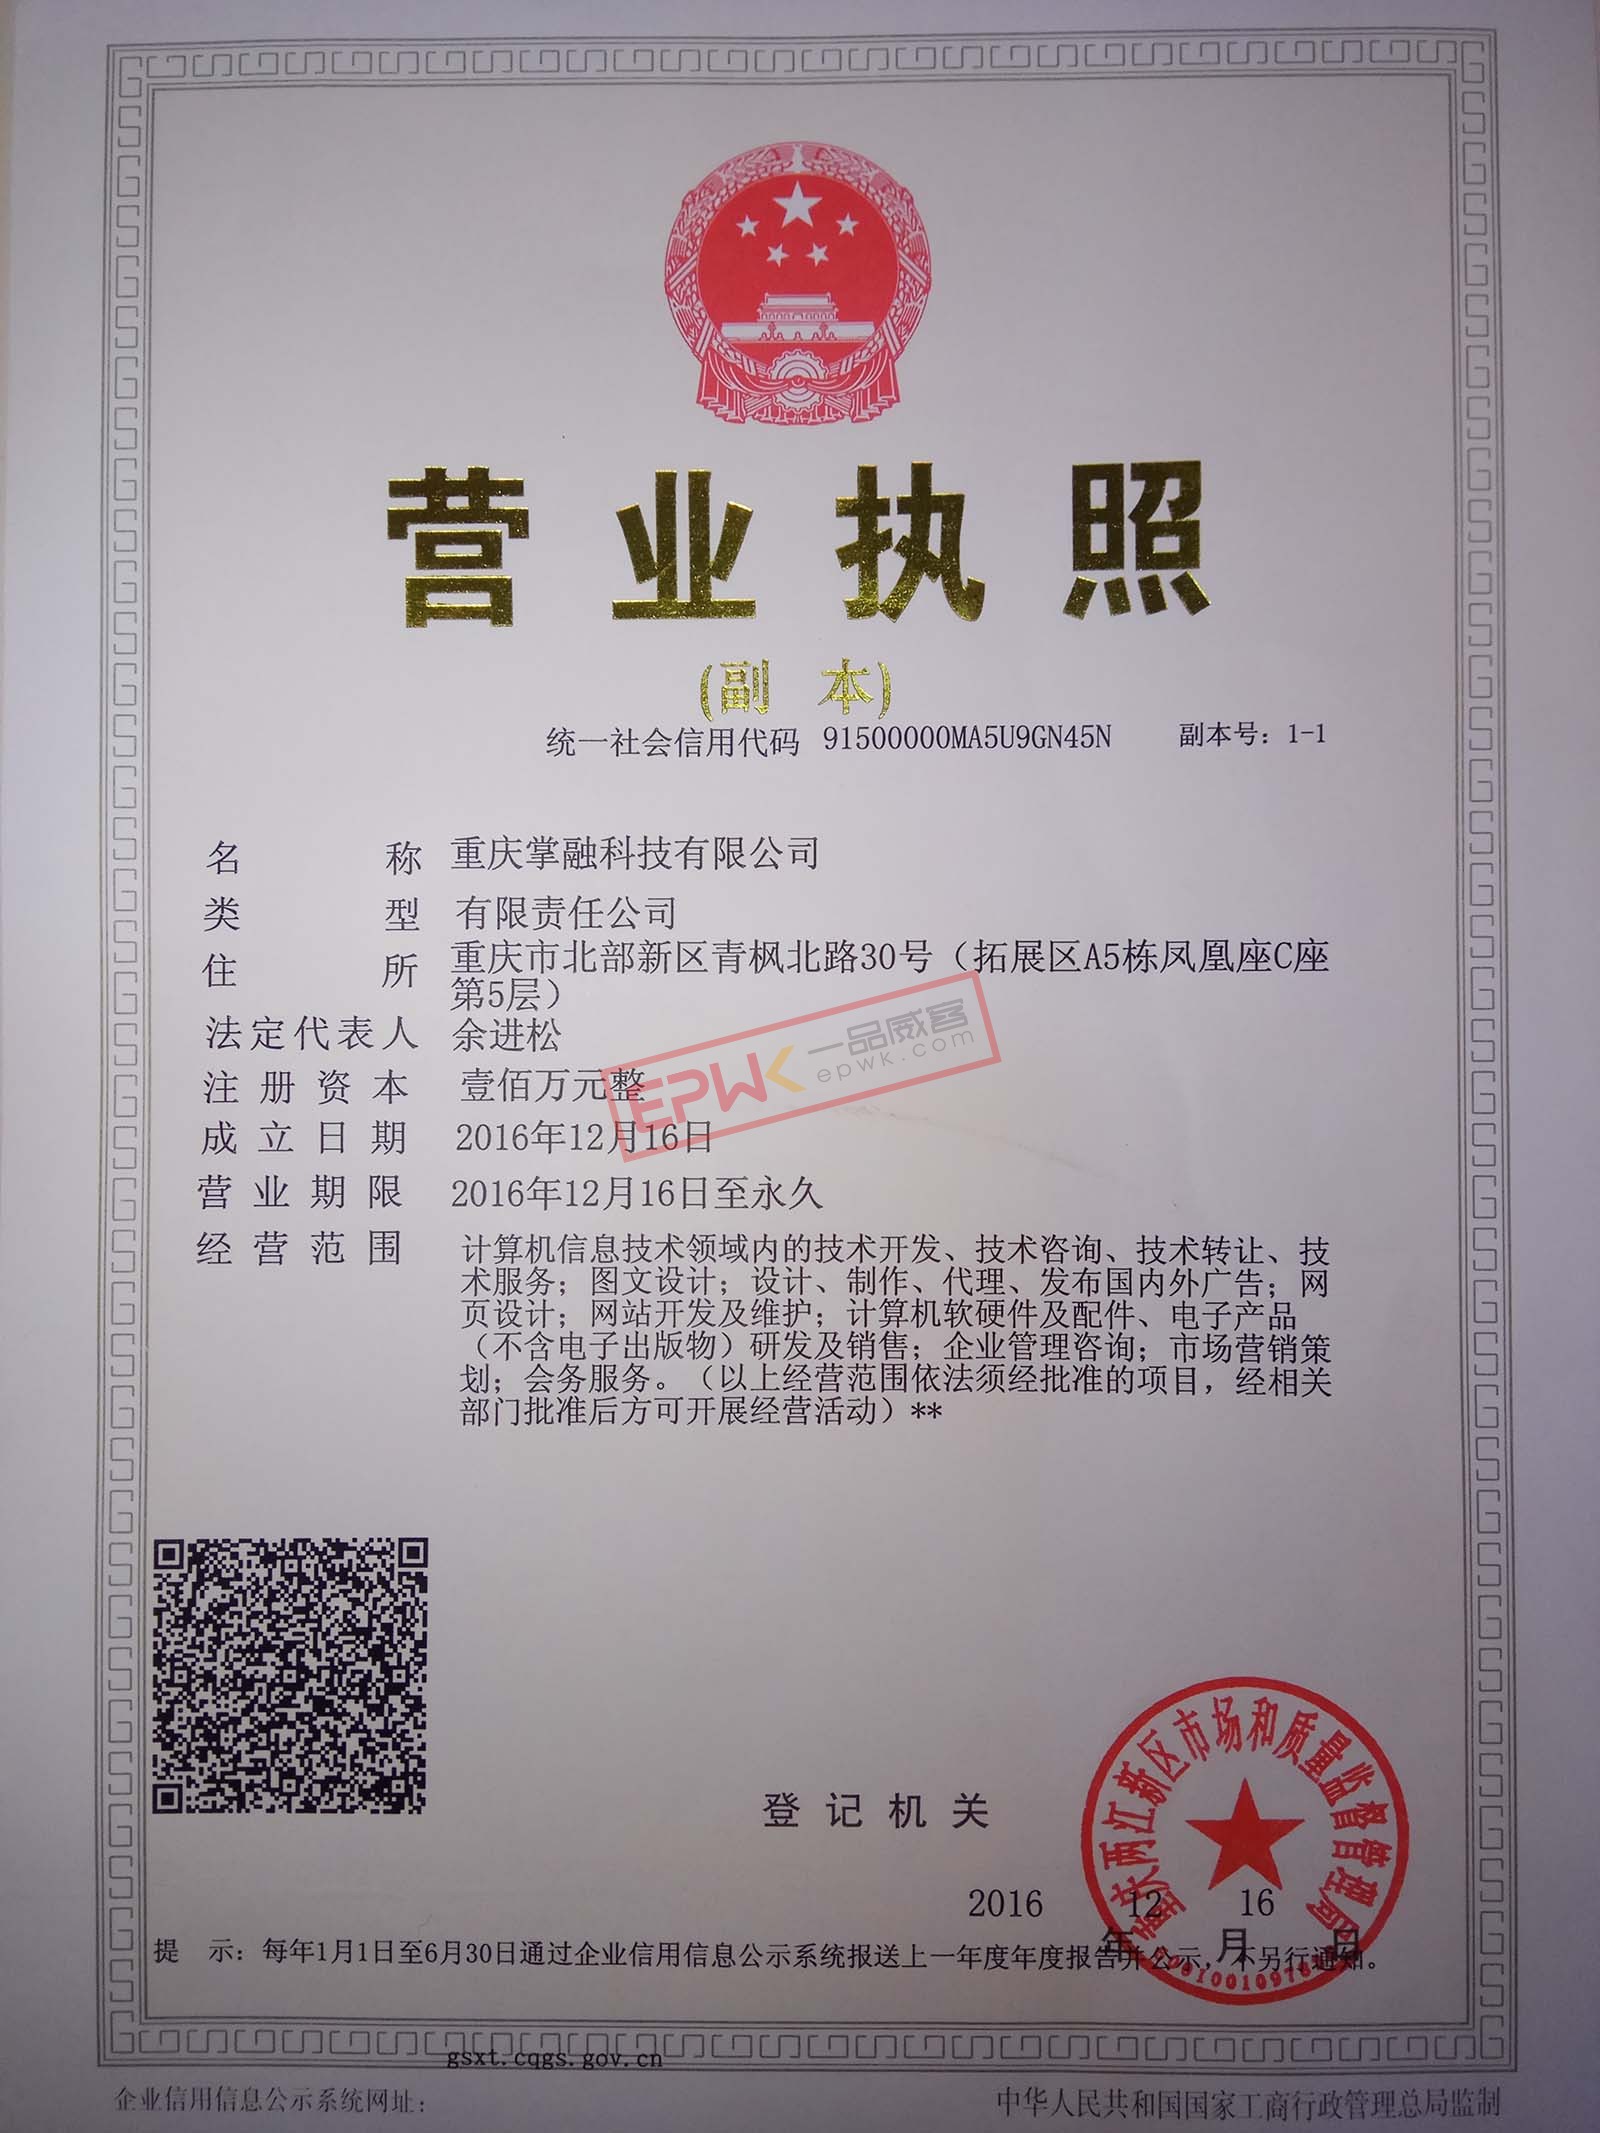 营业执照
(副 本)
统一社会信用代码 91500000MA5U9GN45N 副本号：1-1
名 称 重庆掌融科技有限公司
类 型 有限责任公司
住 所 重庆市北部新区青枫北路30号（拓展区A5栋凤凰座C座
第5层）
法定代表人 余进松
注 册 资 本 壹佰万元整
成 立 日 期 2016年12月16日
营 业 期 限 2016年12月16日至永久
经 营 范 围 计算机信息技术领域内的技术开发、技术咨询、技术转让、技
术服务；图文设计；设计、制作、代理、发布国内外广告；网
页设计；网站开发及维护；计算机软硬件及配件、电子产品
（不含电子出版物）研发及销售；企业管理咨询；市场营销策
划；会务服务。（以上经营范围依法须经批准的项目，经相关
部门批准后方可开展经营活动）**
EPWK 一品威客
epwk.com
登 记 机 关
重庆两江新区市场和质量监督管理局
2016 12 16
年 月 日
提 示：每年1月1日至6月30日通过企业信用信息公示系统报送上一年度年度报告并公示，不另行通知。
gsxt.cqgs.gov.cn
企业信用信息公示系统网址：
中华人民共和国国家工商行政管理总局监制